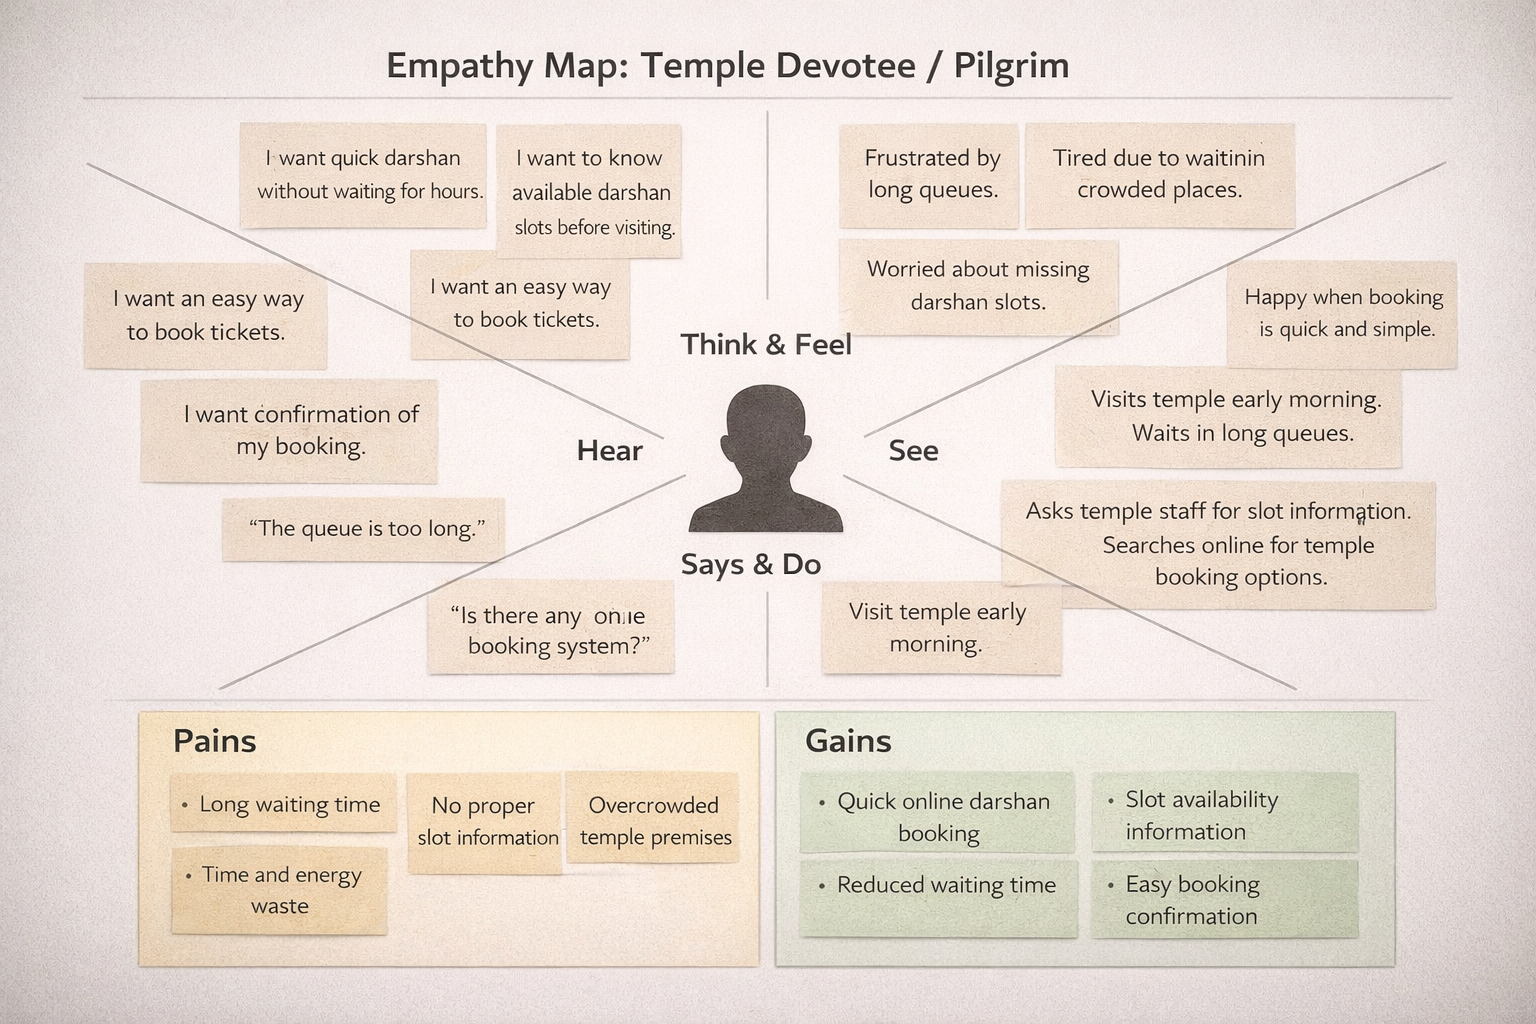 Empathy Map: Temple Devotee / Pilgrim
I want quick darshan
without waiting for hours.
I want to know
available darshan
slots before visiting.
Frustrated by
long queues.
Tired due to waitinin
crowded places.
I want an easy way
to book tickets.
I want an easy way
to book tickets.
Worried about missing
darshan slots.
Happy when booking
is quick and simple.
Think & Feel
I want confirmation of
my booking.
Hear
See
Visits temple early morning.
Waits in long queues.
"The queue is too long."
Asks temple staff for slot information.
Searches online for temple
booking options.
Says & Do
"Is there any
booking system?"
Visit temple early
morning.
Pains
• Long waiting time
No proper
slot information
Overcrowded
temple premises
• Time and energy
waste
Gains
• Quick online darshan
booking
• Slot availability
information
• Reduced waiting time
• Easy booking
confirmation